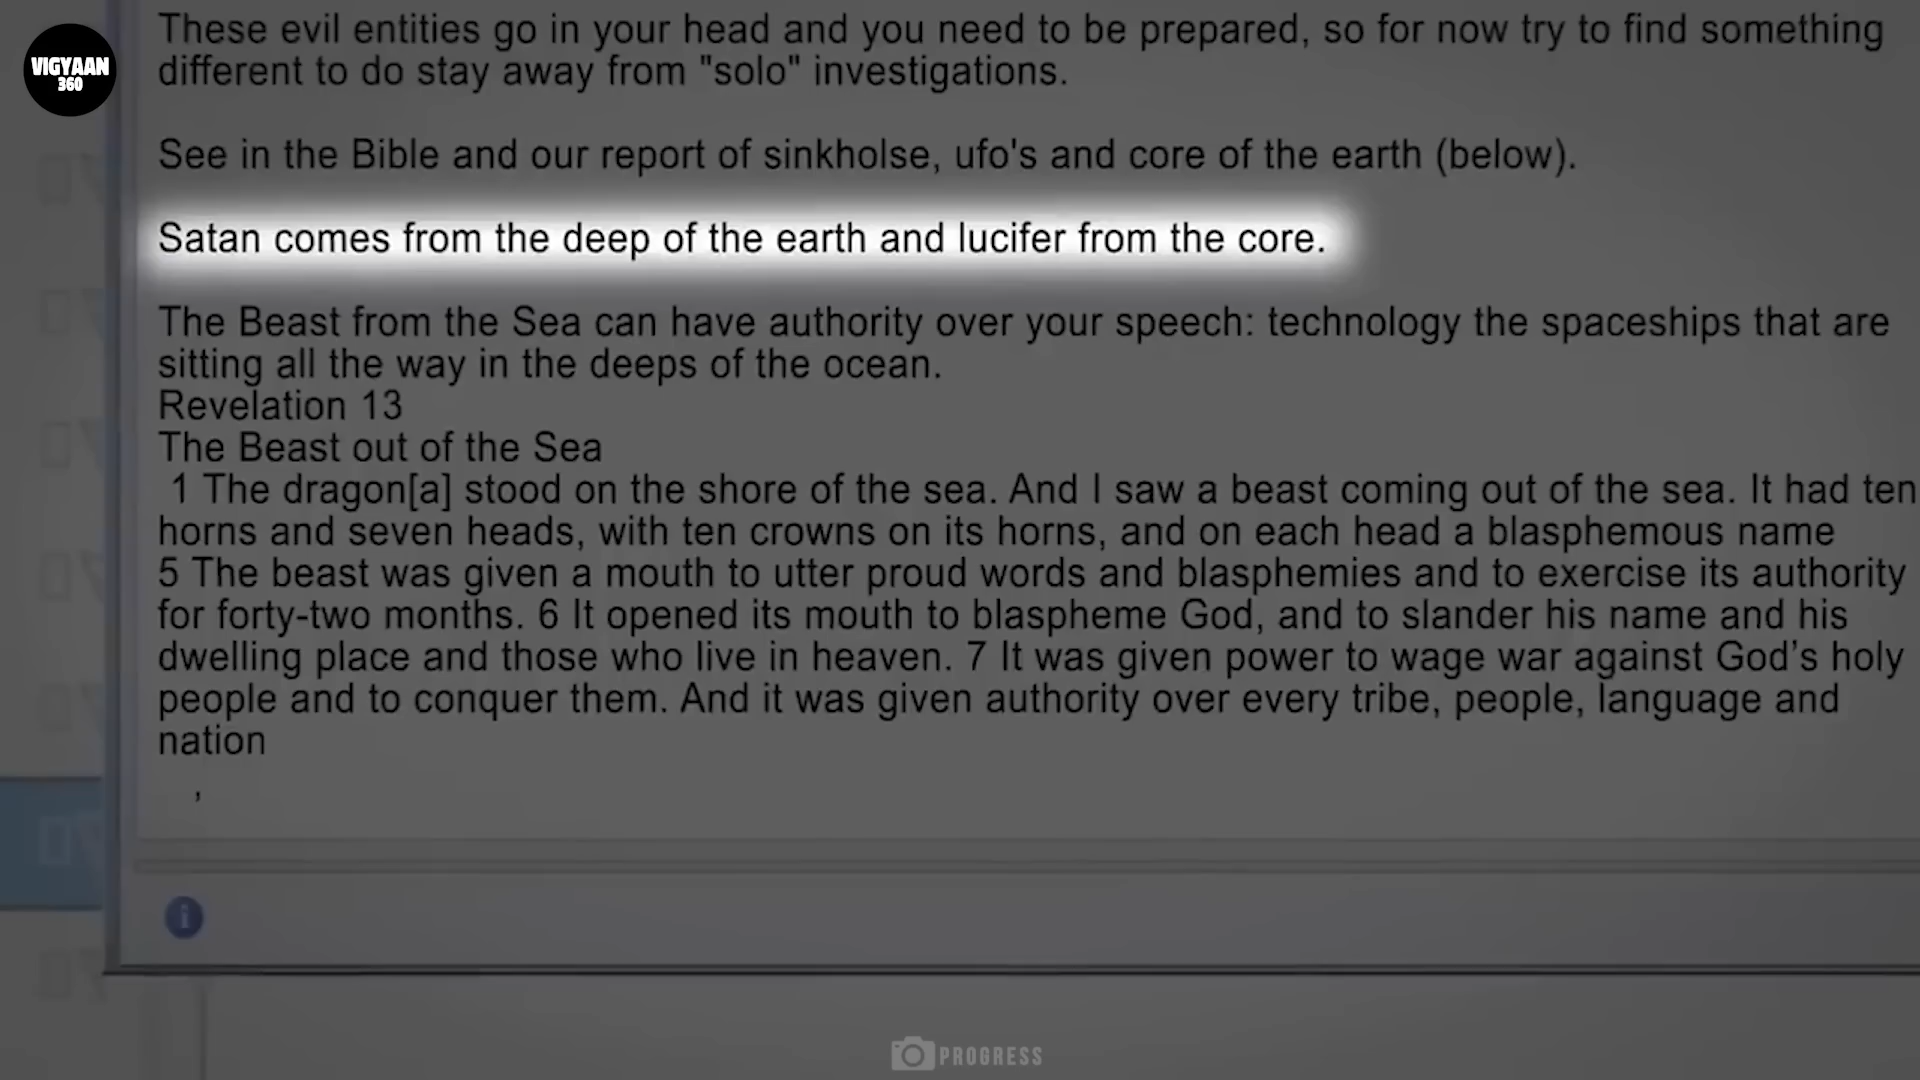 VIGYAAN
360
These evil entities go in your head and you need to be prepared, so for now try to find something
different to do stay away from "solo" investigations.
See in the Bible and our report of sinkholse, ufo's and core of the earth (below).
Satan comes from the deep of the earth and lucifer from the core.
The Beast from the Sea can have authority over your speech: technology the spaceships that are
sitting all the way in the deeps of the ocean.
Revelation 13
The Beast out of the Sea
1 The dragon[a] stood on the shore of the sea. And I saw a beast coming out of the sea. It had ten
horns and seven heads, with ten crowns on its horns, and on each head a blasphemous name
5 The beast was given a mouth to utter proud words and blasphemies and to exercise its authority
for forty-two months. 6 It opened its mouth to blaspheme God, and to slander his name and his
dwelling place and those who live in heaven. 7 It was given power to wage war against God’s holy
people and to conquer them. And it was given authority over every tribe, people, language and
nation
,
PROGRESS